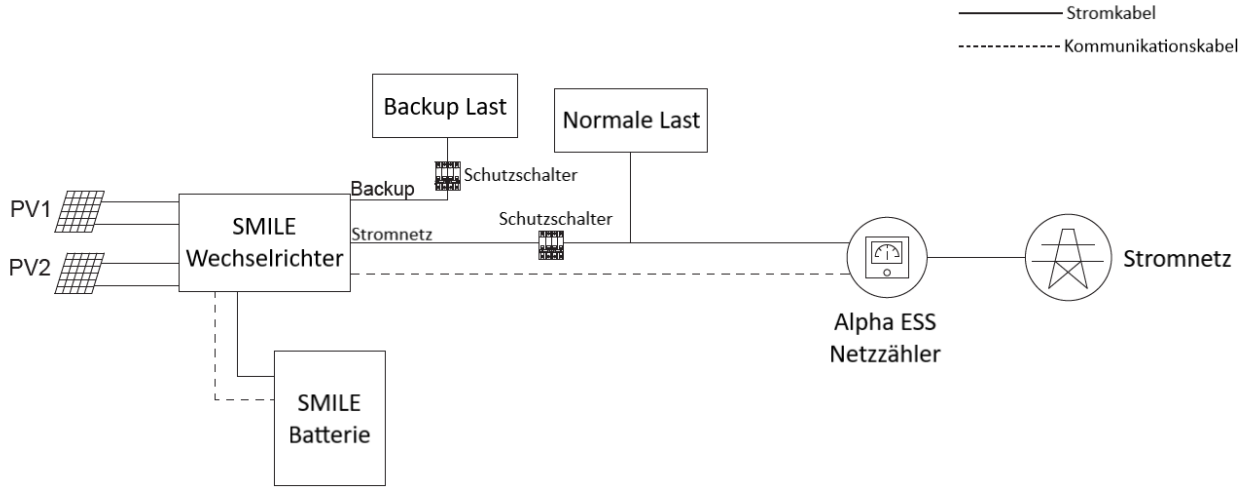 Stromkabel
Kommunikationskabel
Backup Last
Normale Last
Schutzschalter
Backup
PV1
SMILE
Wechselrichter
Schutzschalter
Stromnetz
PV2
Stromnetz
Alpha ESS
Netzzähler
SMILE
Batterie